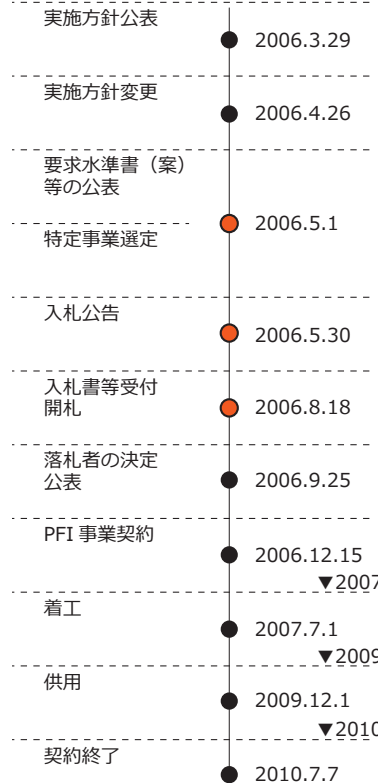 実施方針公表
2006.3.29
実施方針変更
2006.4.26
要求水準書（案）
等の公表
2006.5.1
特定事業選定
入札公告
2006.5.30
入札書等受付
開札
2006.8.18
落札者の決定
公表
2006.9.25
PFI 事業契約
2006.12.15
▼2007
着工
2007.7.1
▼2009
供用
2009.12.1
▼2010
契約終了
2010.7.7